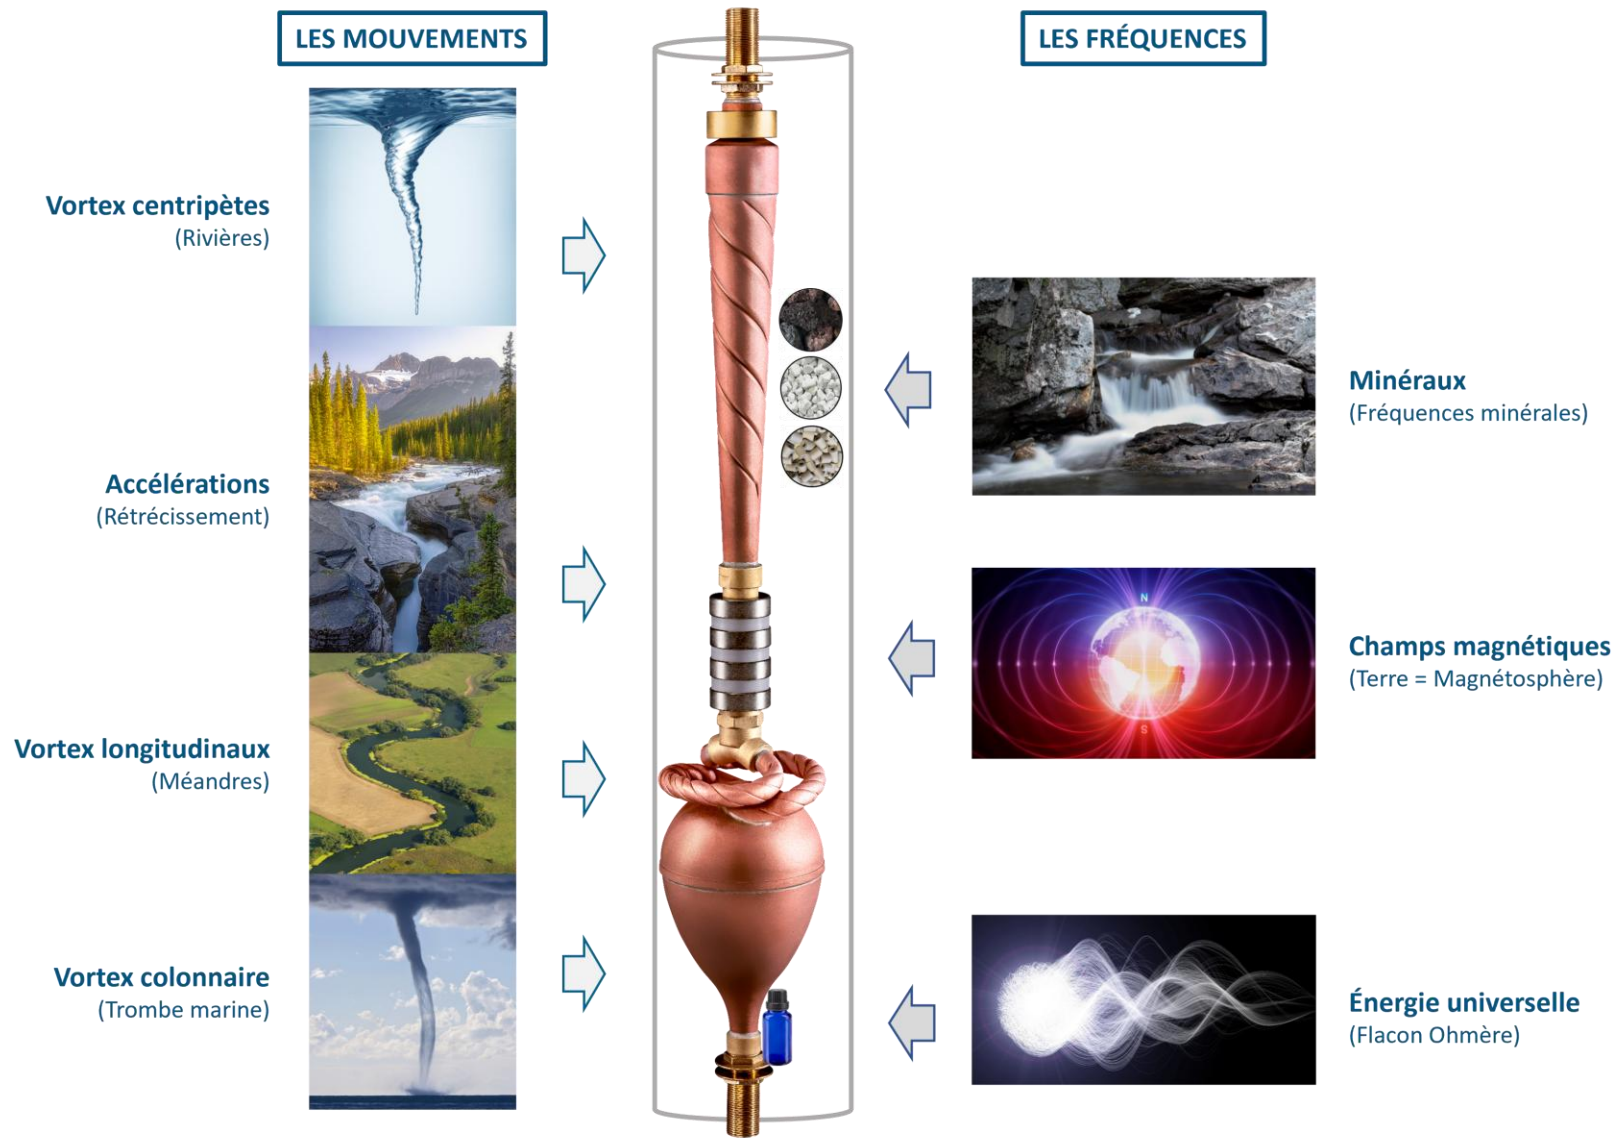 LES MOUVEMENTS
Vortex centripètes
(Rivières)
Accélérations
(Rétrécissement)
Vortex longitudinaux
(Méandres)
Vortex colonnaire
(Trombe marine)
LES FRÉQUENCES
Minéraux
(Fréquences minérales)
N
S
Champs magnétiques
(Terre = Magnétosphère)
Énergie universelle
(Flacon Ohmère)